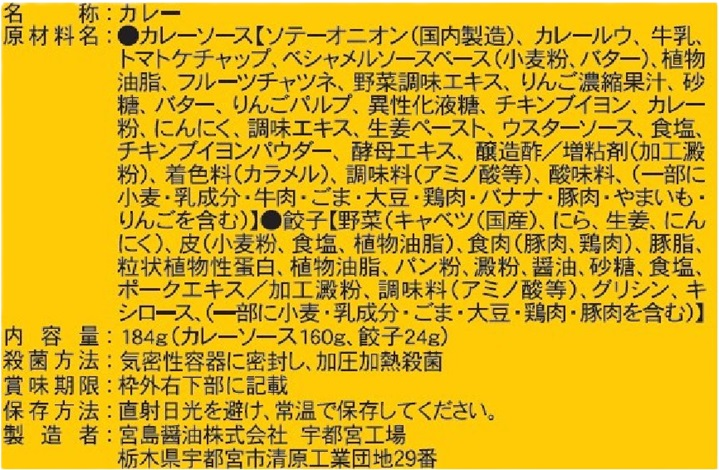 名称:カレー
原材料名:●カレーソース【ソテーオニオン(国内製造)、カレールウ、牛乳、
トマトケチャップ、ベシャメルソースベース(小麦粉、バター)、植物
油脂、フルーツチャツネ、野菜調味エキス、りんご濃縮果汁、砂
糖、バター、りんごパルプ、異性化液糖、チキンブイヨン、カレー
粉、にんにく、調味エキス、生姜ペースト、ウスターソース、食塩、
チキンブイヨンパウダー、酵母エキス、醸造酢/増粘剤(加工澱
粉)、着色料(カラメル)、調味料(アミノ酸等)、酸味料、(一部に
小麦・乳成分・牛肉・ごま・大豆・鶏肉・バナナ・豚肉・やまいも・
りんごを含む)】●餃子【野菜(キャベツ(国産)、にら、生姜、にん
にく)、皮(小麦粉、食塩、植物油脂)、食肉(豚肉、鶏肉)、豚脂、
粒状植物性蛋白、植物油脂、パン粉、澱粉、醤油、砂糖、食塩、
ポークエキス/加工澱粉、調味料(アミノ酸等)、グリシン、キ
シロース、(一部に小麦・乳成分・ごま・大豆・鶏肉・豚肉を含む)】
内容量:184g(カレーソース160g、餃子24g)
殺菌方法:気密性容器に密封し、加圧加熱殺菌
賞味期限:枠外右下部に記載
保存方法:直射日光を避け、常温で保存してください。
製造者:宮島醤油株式会社 宇都宮工場
栃木県宇都宮市清原工業団地29番